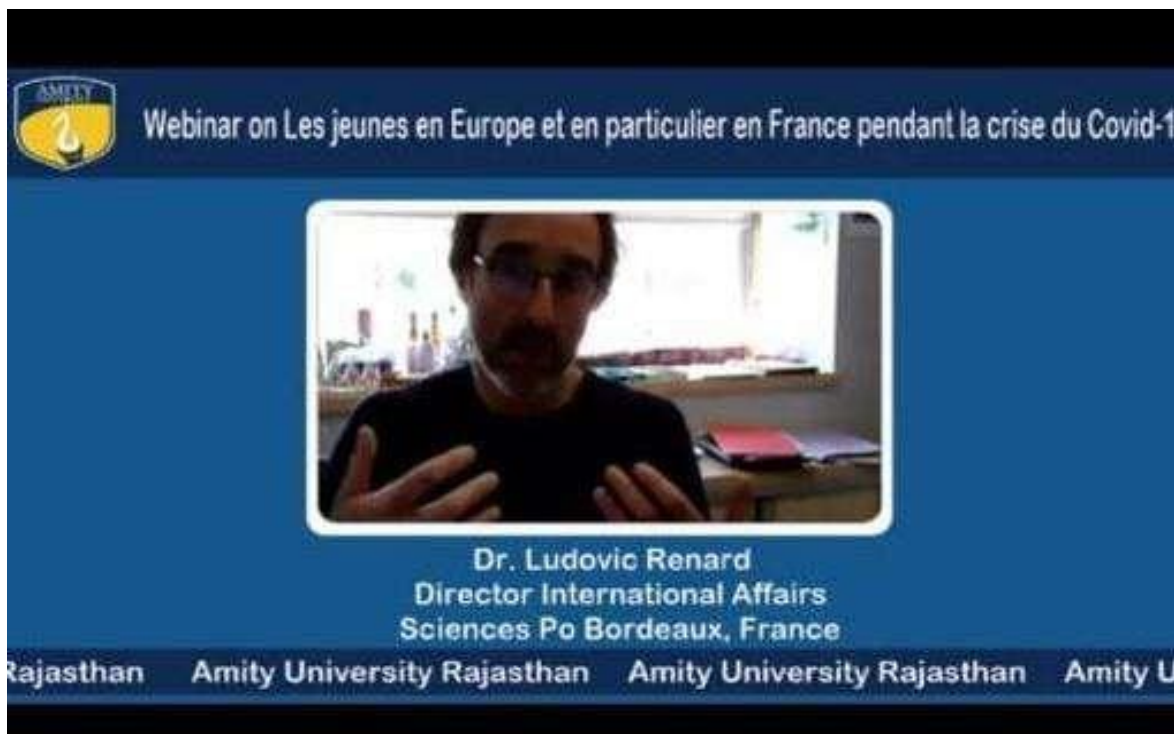 AMITY
Webinar on Les jeunes en Europe et en particulier en France pendant la crise du Covid-1
Dr. Ludovic Renard
Director International Affairs
Sciences Po Bordeaux, France
Rajasthan Amity University Rajasthan Amity University Rajasthan Amity U